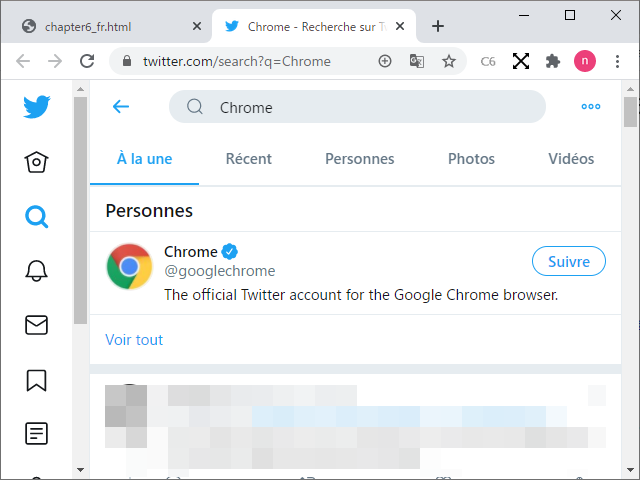 chapter6_fr.html
Chrome - Recherche sur Tw
twitter.com/search?q=Chrome
C6
n
Chrome
À la une
Récent
Personnes
Photos
Vidéos
Personnes
Chrome
@googlechrome
Suivre
The official Twitter account for the Google Chrome browser.
Voir tout